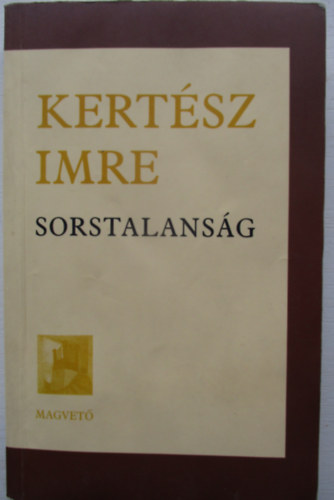 KERTÉSZ
IMRE
SORSTALANSÁG
MAGVETŐ